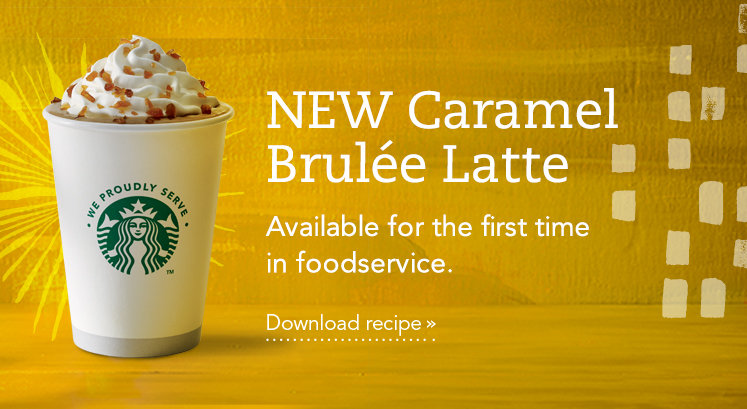 WE PROUDLY SERVE
TM
NEW Caramel
Brulée Latte
Available for the first time
in foodservice.
Download recipe »